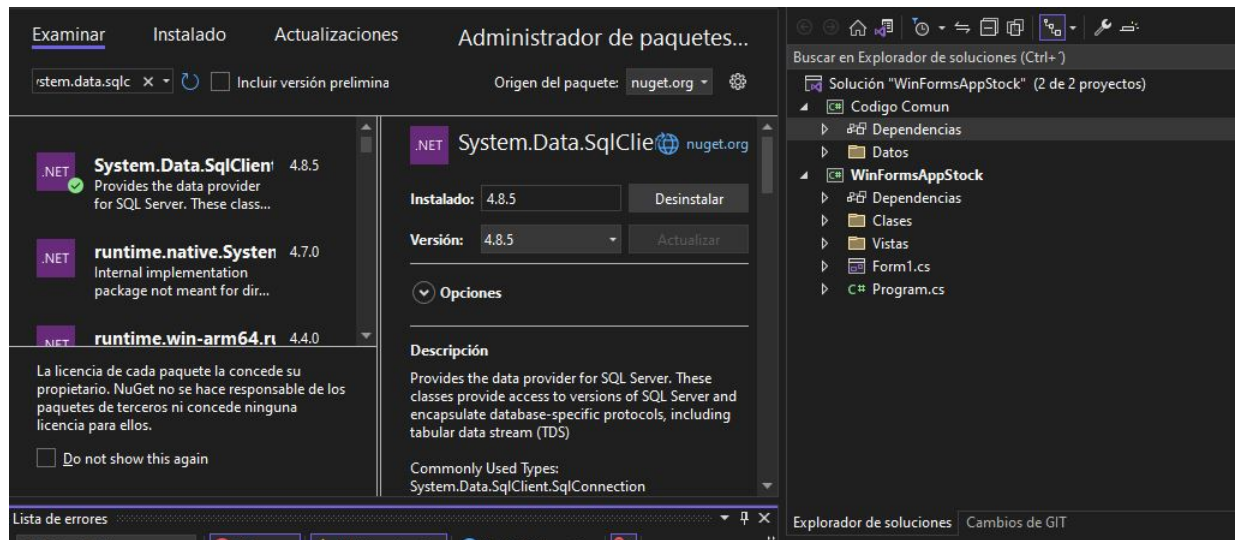 Examinar Instalado Actualizaciones Administrador de paquetes...
stem.data.sqlc Incluir versión prelimina Origen del paquete: nuget.org
.NET System.Data.SqlClien 4.8.5
Provides the data provider
for SQL Server. These class...
.NET runtime.native.System 4.7.0
Internal implementation
package not meant for dir...
.NET runtime.win-arm64.ru 4.4.0
La licencia de cada paquete la concede su
propietario. NuGet no se hace responsable de los
paquetes de terceros ni concede ninguna
licencia para ellos.
Do not show this again
.NET System.Data.SqlClie nuget.org
Instalado: 4.8.5 Desinstalar
Versión: 4.8.5 Actualizar
Opciones
Descripción
Provides the data provider for SQL Server. These
classes provide access to versions of SQL Server and
encapsulate database-specific protocols, including
tabular data stream (TDS)
Commonly Used Types:
System.Data.SqlClient.SqlConnection
Lista de errores
Buscar en Explorador de soluciones (Ctrl+´)
Solución "WinFormsAppStock" (2 de 2 proyectos)
C# Codigo Comun
Dependencias
Datos
C# WinFormsAppStock
Dependencias
Clases
Vistas
Form1.cs
C# Program.cs
Explorador de soluciones Cambios de GIT